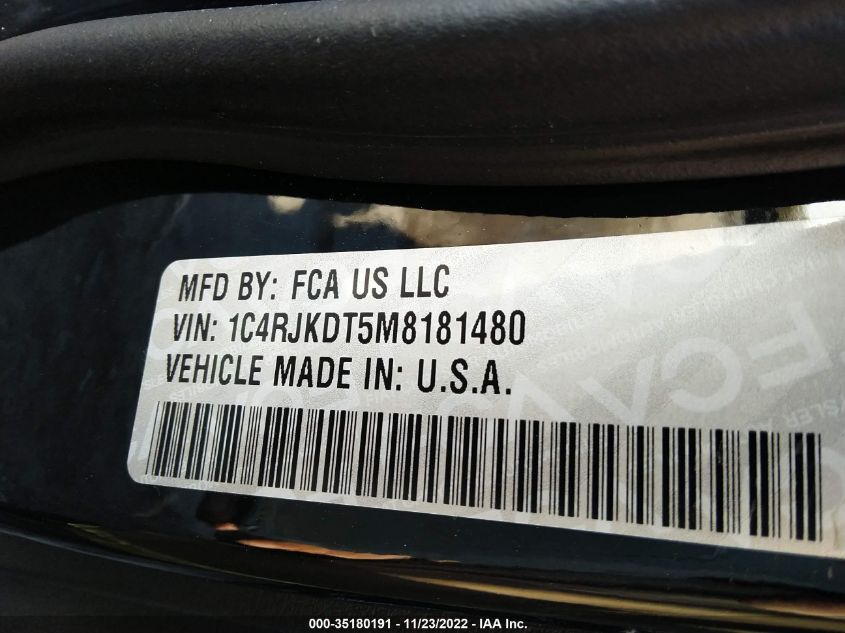 MFD BY: FCA US LLC
VIN: 1C4RJKDT5M8181480
VEHICLE MADE IN: U.S.A.
000-35180191 - 11/23/2022 - IAA Inc.